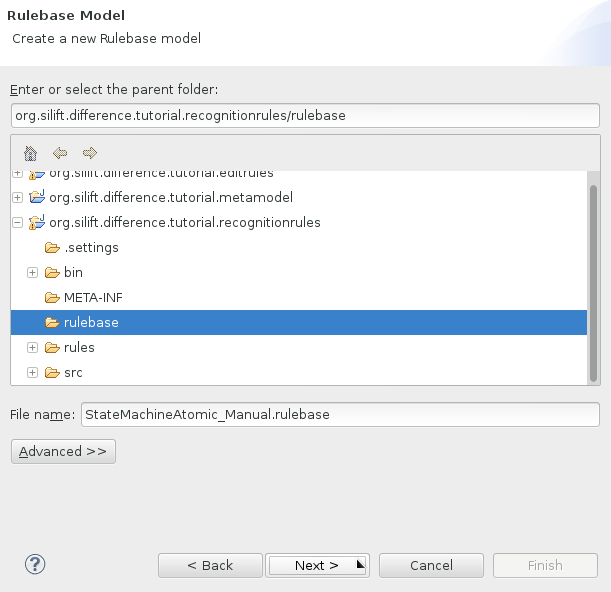 Rulebase Model
Create a new Rulebase model
Enter or select the parent folder:
org.silift.difference.tutorial.recognitionrules/rulebase
org.silift.difference.tutorial.editrules
org.silift.difference.tutorial.metamodel
org.silift.difference.tutorial.recognitionrules
.settings
bin
META-INF
rulebase
rules
src
File name: StateMachineAtomic_Manual.rulebase
Advanced >>
? < Back Next > Cancel Finish